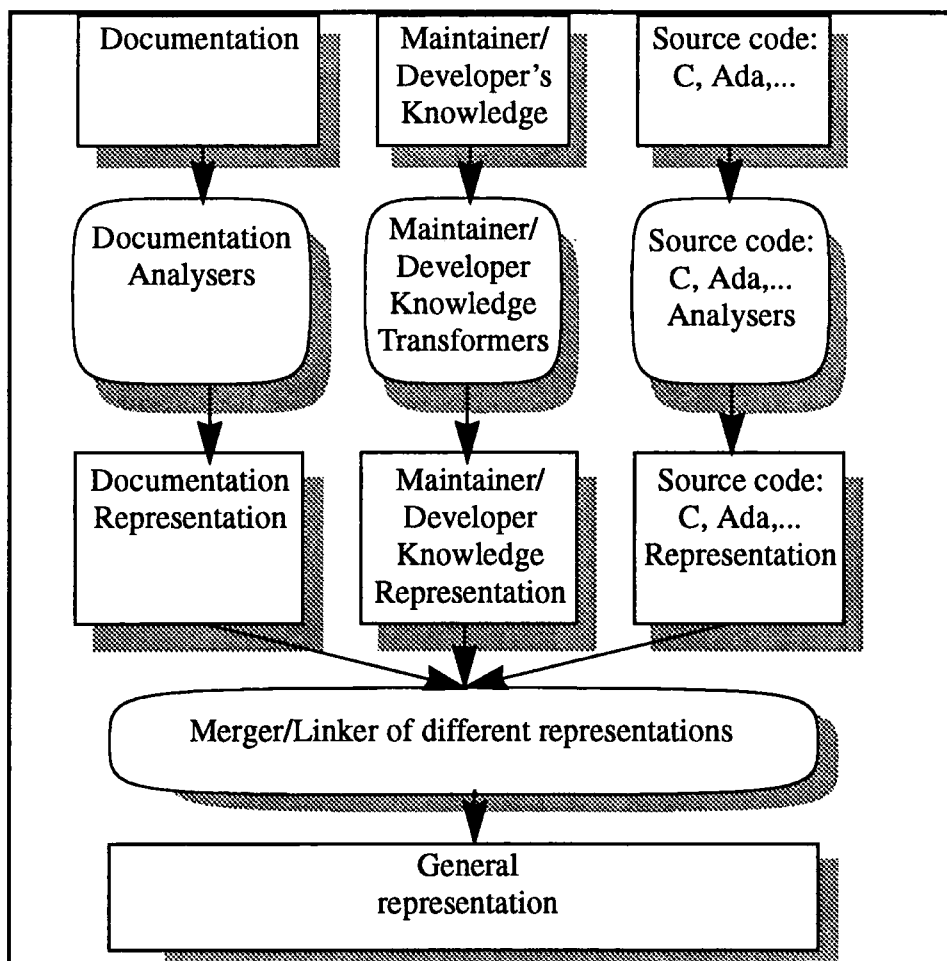 Documentation
Maintainer/
Developer's
Knowledge
Source code:
C, Ada,...
Documentation
Analysers
Maintainer/
Developer
Knowledge
Transformers
Source code:
C, Ada,...
Analysers
Documentation
Representation
Maintainer/
Developer
Knowledge
Representation
Source code:
C, Ada,...
Representation
Merger/Linker of different representations
General
representation